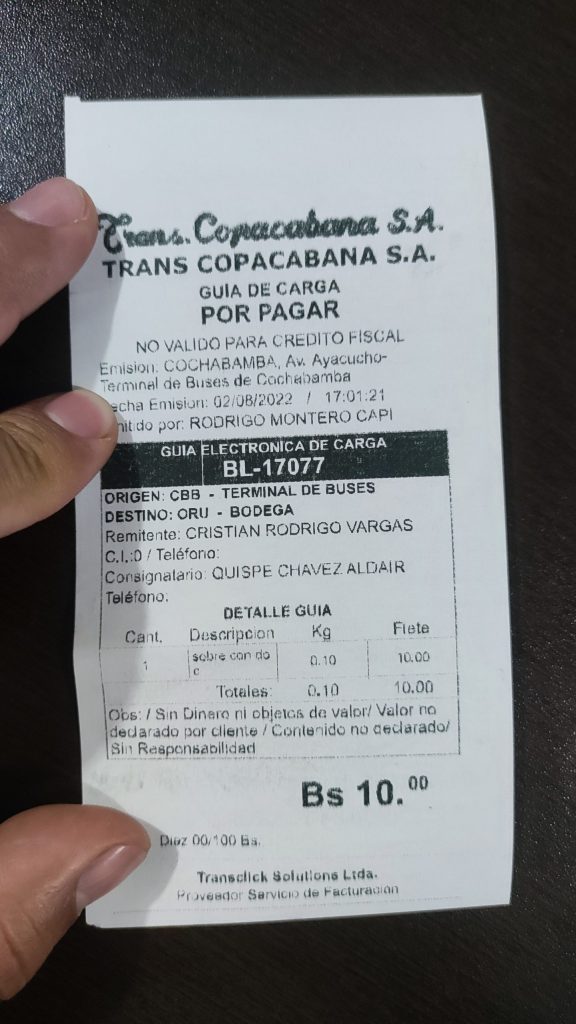 Trans. Copacabana S.A.
TRANS COPACABANA S.A.
GUIA DE CARGA
POR PAGAR
NO VALIDO PARA CREDITO FISCAL
Emision: COCHABAMBA, Av. Ayacucho-
Terminal de Buses de Cochabamba
echa Emision: 02/08/2022 / 17:01:21
itido por: RODRIGO MONTERO CAPI
GUIA ELECTRONICA DE CARGA
BL-17077
ORIGEN: CBB - TERMINAL DE BUSES
DESTINO: ORU - BODEGA
Remitente: CRISTIAN RODRIGO VARGAS
C.I.:0 / Teléfono:
Consignatario: QUISPE CHAVEZ ALDAIR
Teléfono:
DETALLE GUIA
Cant. Descripcion Kg Flete
1 sobre con do 0.10 10.00
c
Totales: 0.10 10.00
Obs: / Sin Dinero ni objetos de valor/ Valor no
declarado por cliente / Contenido no declarado/
Sin Responsabilidad
Bs 10.00
Diez 00/100 Bs.
Transclick Solutions Ltda.
Proveedor Servicio de Facturación